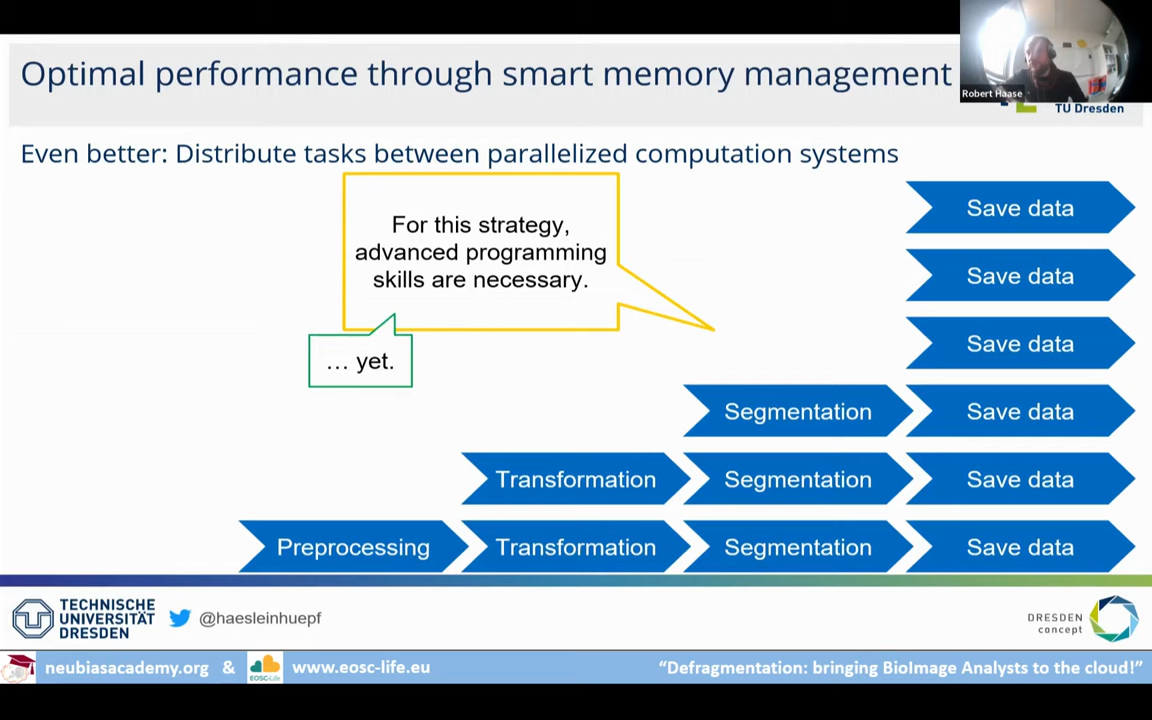 Optimal performance through smart memory management
Robert Haase
TU Dresden
Even better: Distribute tasks between parallelized computation systems
For this strategy,
advanced programming
skills are necessary.
… yet.
Save data
Save data
Save data
Segmentation
Save data
Transformation
Segmentation
Save data
Preprocessing
Transformation
Segmentation
Save data
TECHNISCHE
UNIVERSITÄT
DRESDEN
@haesleinhuepf
DRESDEN
concept
neubiasacademy.org &
EOSC-Life
www.eosc-life.eu
“Defragmentation: bringing BioImage Analysts to the cloud!”